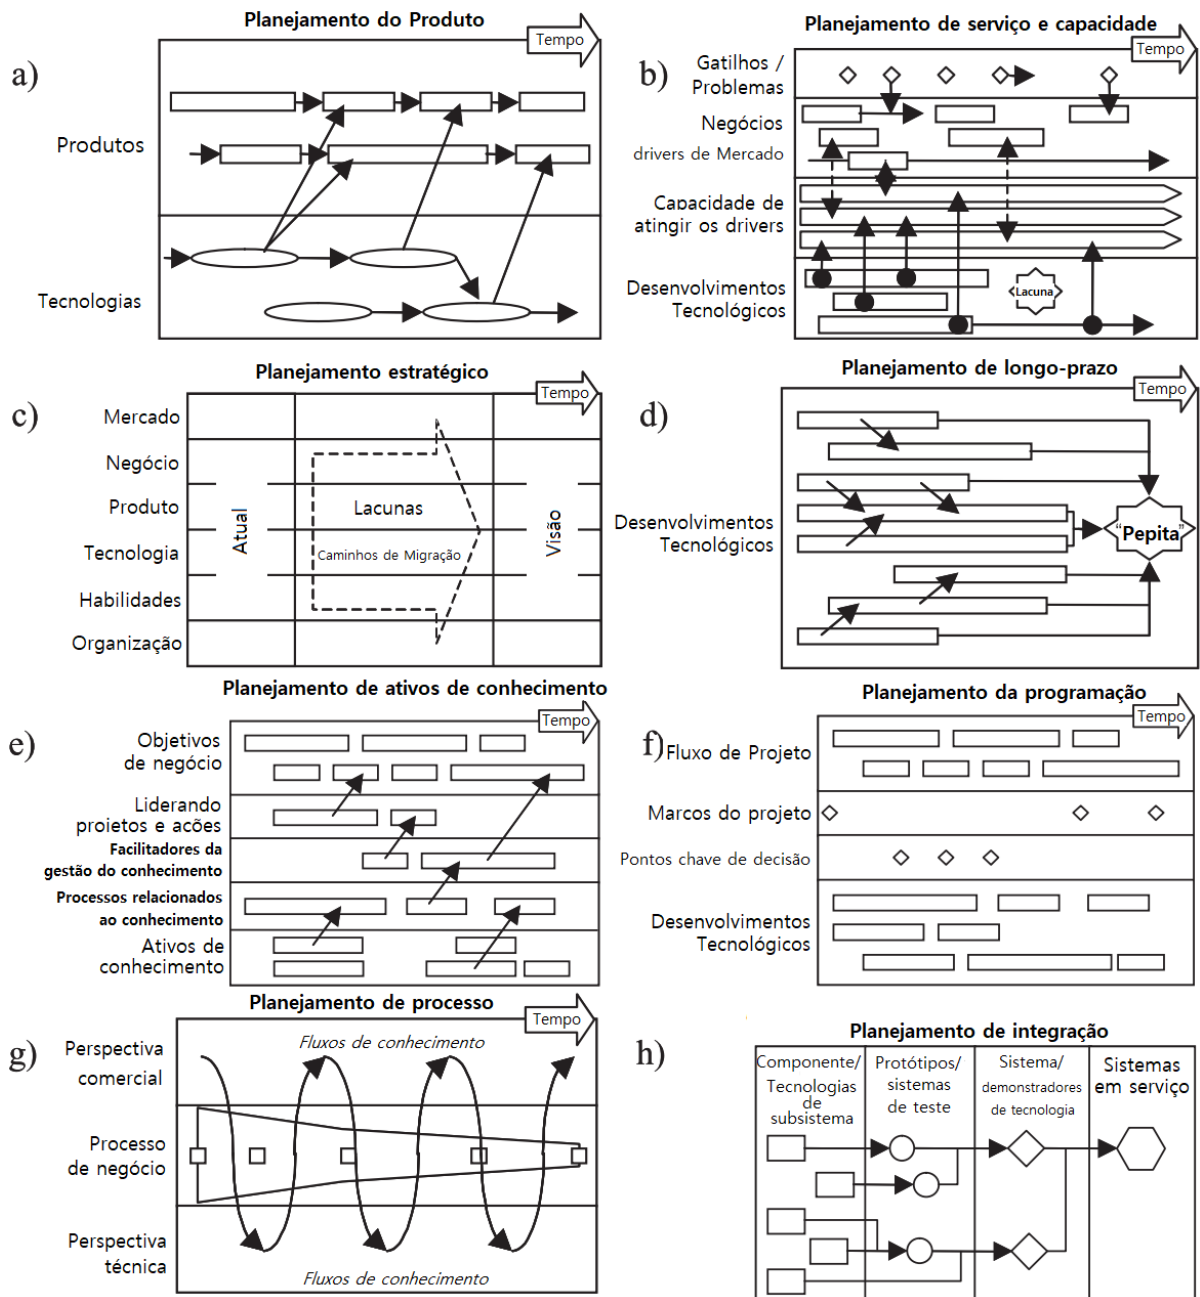 Planejamento do Produto
Tempo
a)
Produtos
Tecnologias
Planejamento de serviço e capacidade
Tempo
b)
Gatilhos /
Problemas
Negócios
drivers de Mercado
Capacidade de
atingir os drivers
Desenvolvimentos
Tecnológicos
Lacuna
Planejamento estratégico
Tempo
c)
Mercado
Negócio
Produto
Tecnologia
Habilidades
Organização
Atual
Lacunas
Caminhos de Migração
Visão
Planejamento de longo-prazo
Tempo
d)
Desenvolvimentos
Tecnológicos
"Pepita"
Planejamento de ativos de conhecimento
Tempo
e)
Objetivos
de negócio
Liderando
proietos e acões
Facilitadores da
gestão do conhecimento
Processos relacionados
ao conhecimento
Ativos de
conhecimento
Planejamento da programação
Tempo
f)
Fluxo de Projeto
Marcos do projeto
Pontos chave de decisão
Desenvolvimentos
Tecnológicos
Planejamento de processo
Tempo
g)
Perspectiva
comercial
Fluxos de conhecimento
Processo
de negócio
Perspectiva
técnica
Fluxos de conhecimento
Planejamento de integração
h)
Componente/
Tecnologias
de
subsistema
Protótipos/
sistemas
de teste
Sistema/
demonstradores
de tecnologia
Sistemas
em serviço